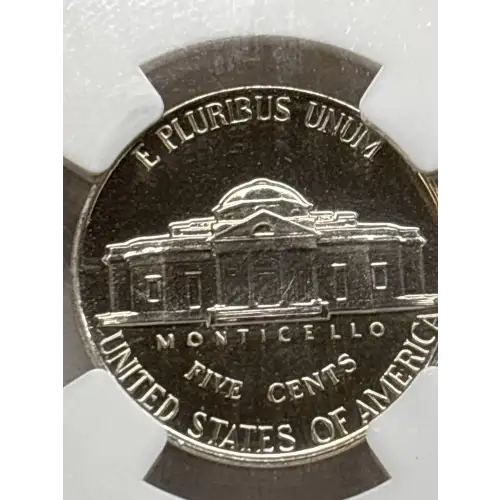 E PLURIBUS UNUM
MONTICELLO
FIVE CENTS
UNITED STATES OF AMERICA